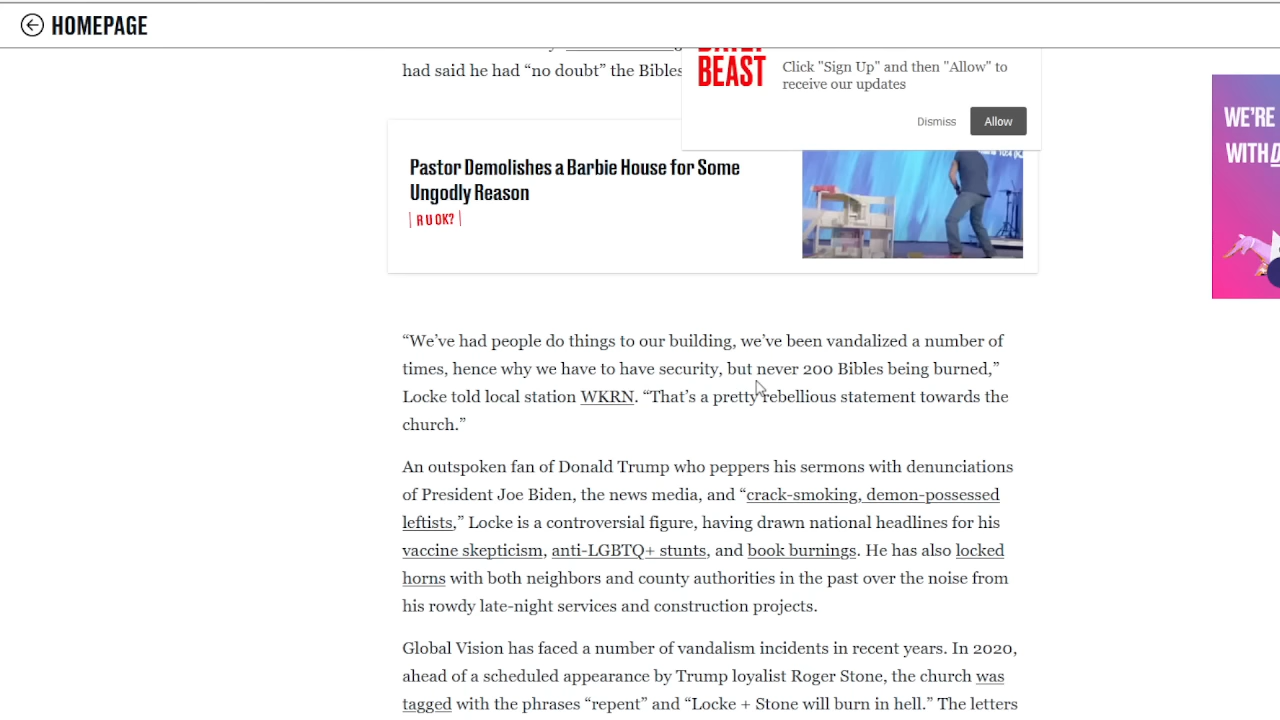 HOMEPAGE
had said he had “no doubt” the Bibles
BEAST
Click "Sign Up" and then "Allow" to
receive our updates
Dismiss
Allow
WE'RE
WITH
Pastor Demolishes a Barbie House for Some
Ungodly Reason
R U OK?
“We’ve had people do things to our building, we’ve been vandalized a number of
times, hence why we have to have security, but never 200 Bibles being burned,”
Locke told local station WKRN. “That’s a pretty rebellious statement towards the
church.”
An outspoken fan of Donald Trump who peppers his sermons with denunciations
of President Joe Biden, the news media, and “crack-smoking, demon-possessed
leftists,” Locke is a controversial figure, having drawn national headlines for his
vaccine skepticism, anti-LGBTQ+ stunts, and book burnings. He has also locked
horns with both neighbors and county authorities in the past over the noise from
his rowdy late-night services and construction projects.
Global Vision has faced a number of vandalism incidents in recent years. In 2020,
ahead of a scheduled appearance by Trump loyalist Roger Stone, the church was
tagged with the phrases “repent” and “Locke + Stone will burn in hell.” The letters